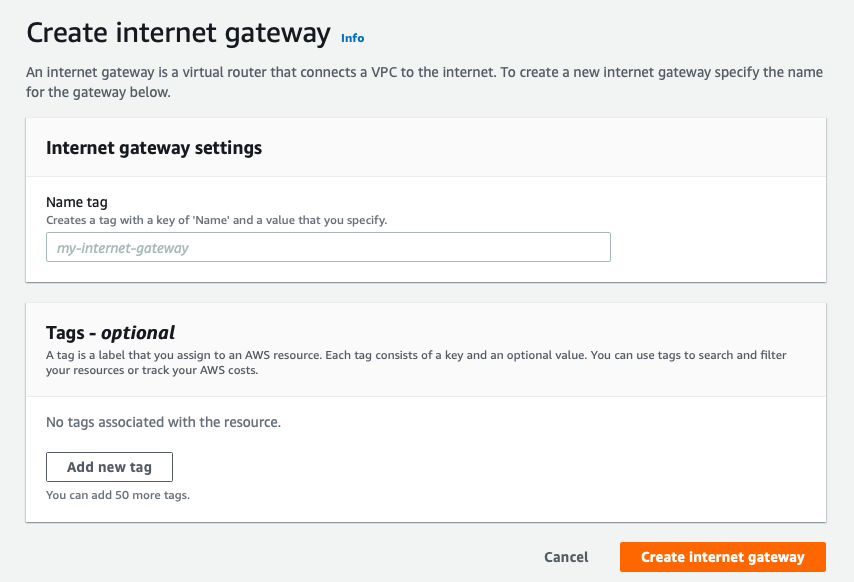 Create internet gateway Info
An internet gateway is a virtual router that connects a VPC to the internet. To create a new internet gateway specify the name
for the gateway below.
Internet gateway settings
Name tag
Creates a tag with a key of 'Name' and a value that you specify.
my-internet-gateway
Tags - optional
A tag is a label that you assign to an AWS resource. Each tag consists of a key and an optional value. You can use tags to search and filter
your resources or track your AWS costs.
No tags associated with the resource.
Add new tag
You can add 50 more tags.
Cancel Create internet gateway